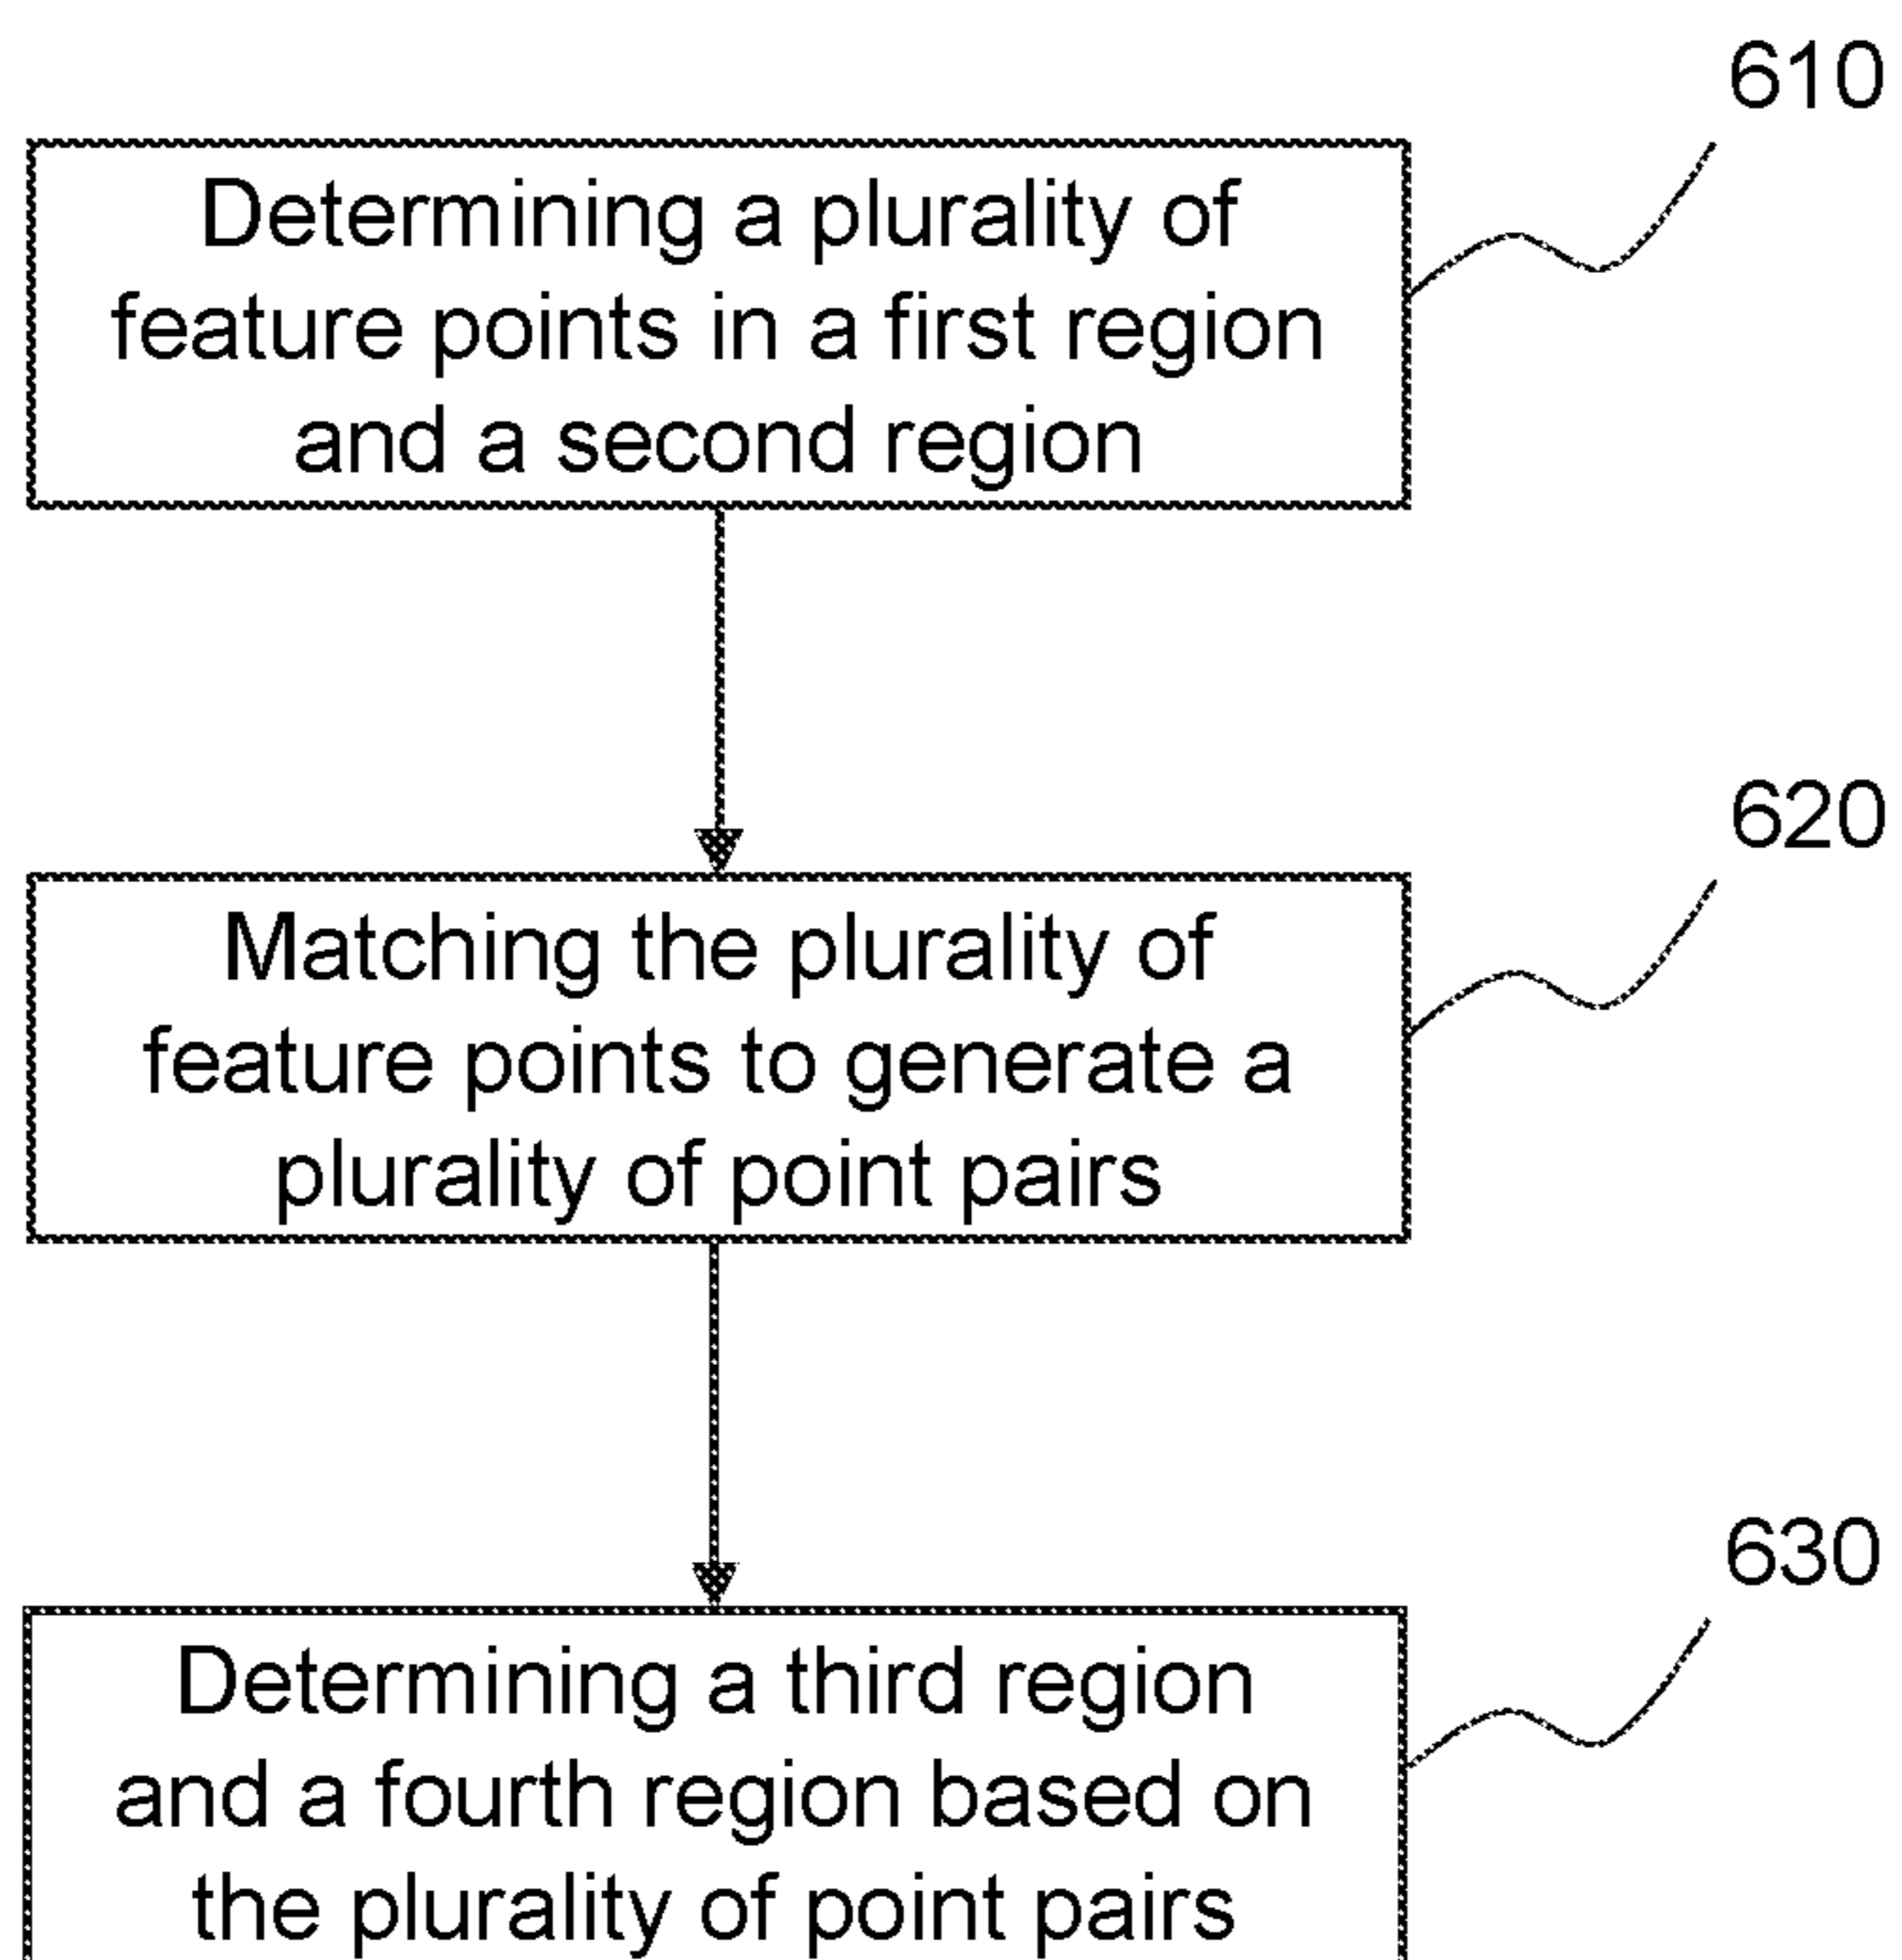 610
Determining a plurality of
feature points in a first region
and a second region
620
Matching the plurality of
feature points to generate a
plurality of point pairs
630
Determining a third region
and a fourth region based on
the plurality of point pairs